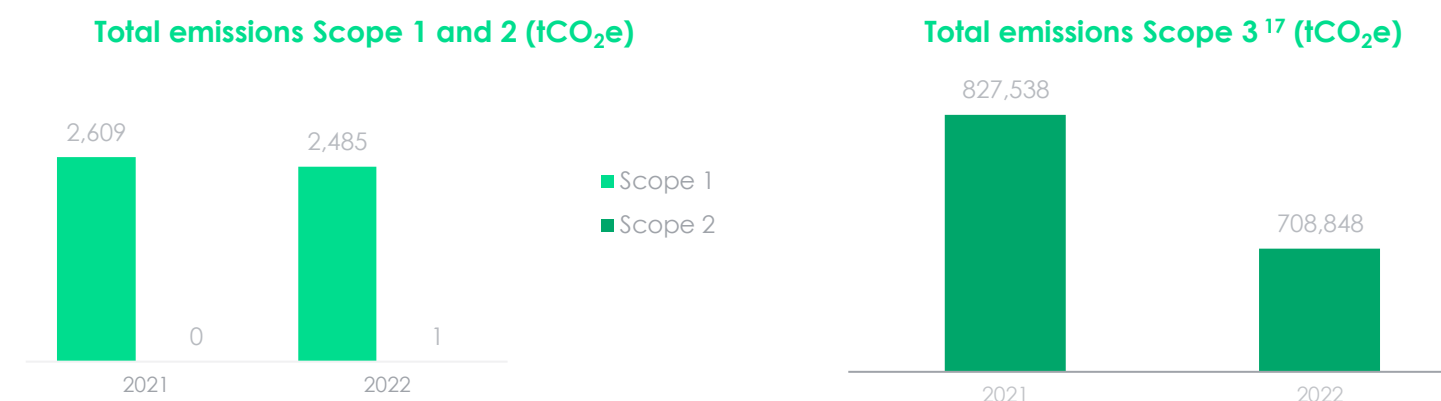 Total emissions Scope 1 and 2 (tCO₂e)
2,609
2,485
0
1
2021
2022
Scope 1
Scope 2
Total emissions Scope 3 ¹⁷ (tCO₂e)
827,538
708,848
2021
2022